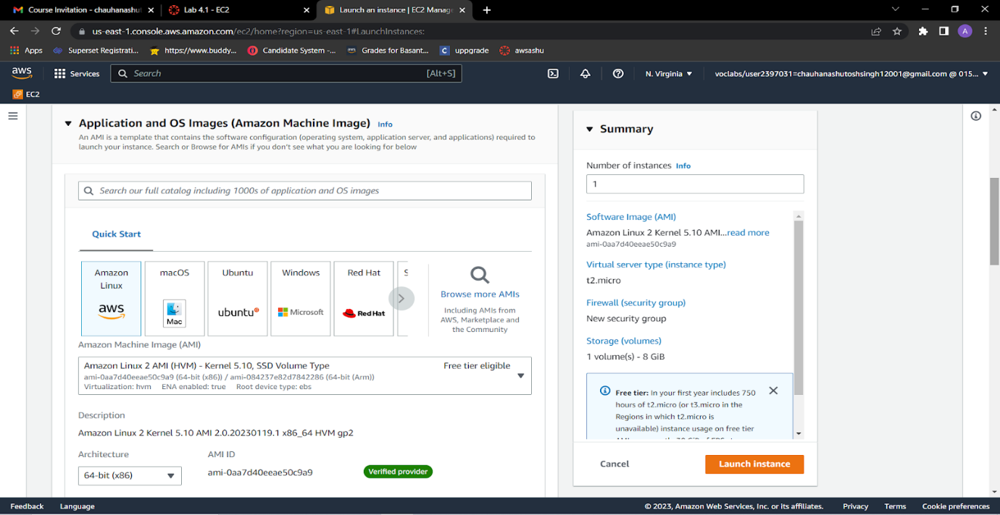 Course Invitation - chauhanashut
Lab 4.1 - EC2
Launch an instance | EC2 Manage
us-east-1.console.aws.amazon.com/ec2/home?region=us-east-1#LaunchInstances:
A
Apps
Superset Registrati...
https://www.buddy...
Candidate System -...
Grades for Basant...
C
uppgrade
awsashu
aws
Services
Search
[Alt+S]
N. Virginia
voclabs/user2397031=chauhanashutoshsingh12001@gmail.com @ 015...
EC2
Application and OS Images (Amazon Machine Image) Info
An AMI is a template that contains the software configuration (operating system, application server, and applications) required to
launch your instance. Search or Browse for AMIs if you don't see what you are looking for below
Search our full catalog including 1000s of application and OS images
Quick Start
Amazon
Linux
aws
macOS
Mac
Ubuntu
ubuntu
Windows
Microsoft
Red Hat
Red Hat
S
Browse more AMIs
Including AMIs from
AWS, Marketplace and
the Community
Amazon Machine Image (AMI)
Amazon Linux 2 AMI (HVM) - Kernel 5.10, SSD Volume Type
Free tier eligible
ami-0aa7d40eeae50c9a9 (64-bit (x86)) / ami-084237e82d7842286 (64-bit (Arm))
Virtualization: hvm ENA enabled: true Root device type: ebs
Description
Amazon Linux 2 Kernel 5.10 AMI 2.0.20230119.1 x86_64 HVM gp2
Architecture
AMI ID
64-bit (x86)
ami-0aa7d40eeae50c9a9
Verified provider
Summary
Number of instances Info
1
Software Image (AMI)
Amazon Linux 2 Kernel 5.10 AMI...read more
ami-0aa7d40eeae50c9a9
Virtual server type (instance type)
t2.micro
Firewall (security group)
New security group
Storage (volumes)
1 volume(s) - 8 GiB
Free tier: In your first year includes 750
hours of t2.micro (or t3.micro in the
Regions in which t2.micro is
unavailable) instance usage on free tier
Cancel
Launch instance
Feedback
Language
© 2023, Amazon Web Services, Inc. or its affiliates.
Privacy
Terms
Cookie preferences